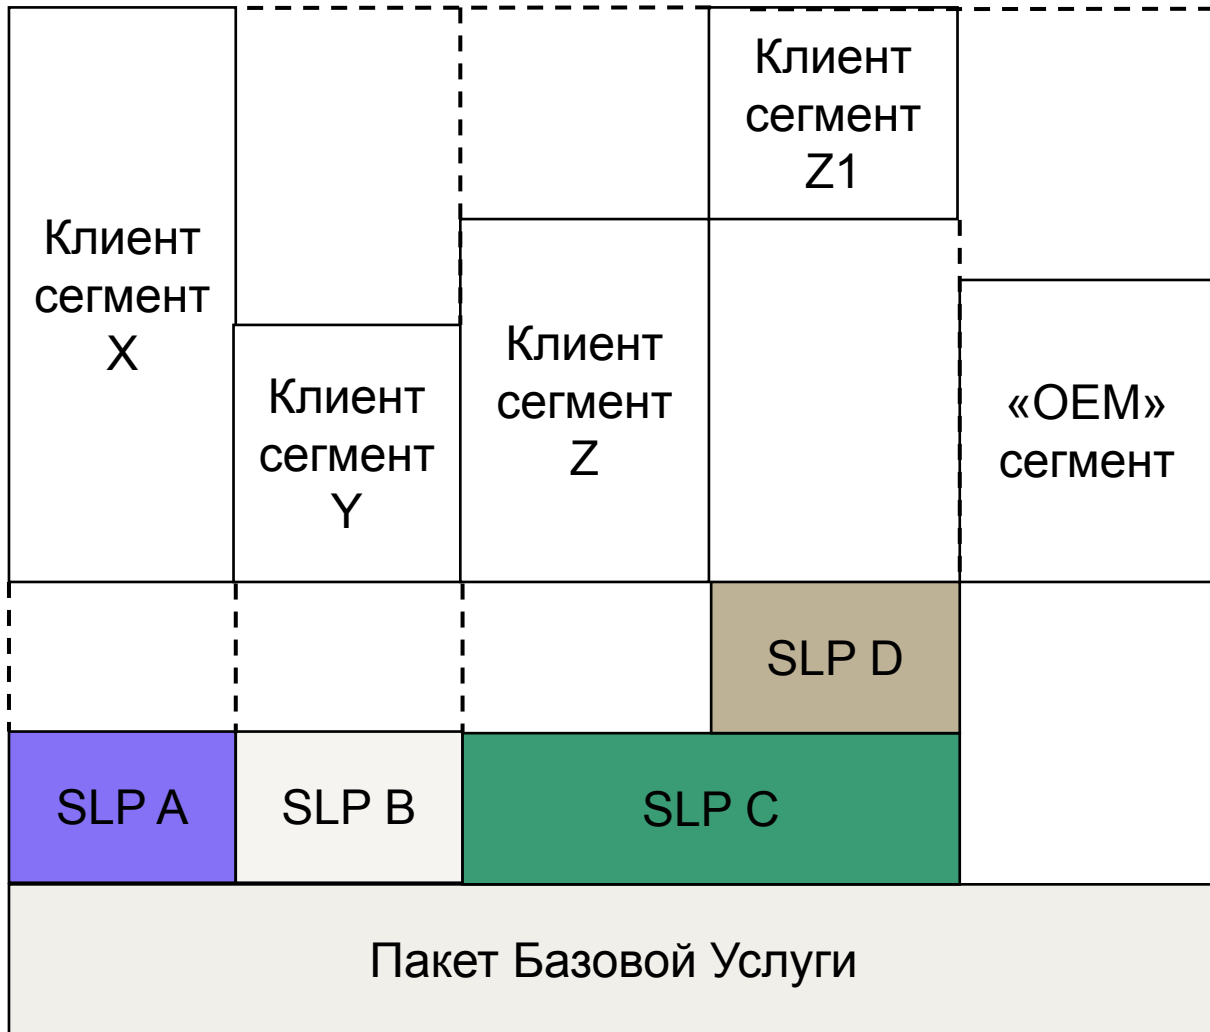 Клиент
сегмент
X
Клиент
сегмент
Y
Клиент
сегмент
Z
Клиент
сегмент
Z1
«OEM»
сегмент
SLP D
SLP A
SLP B
SLP C
Пакет Базовой Услуги